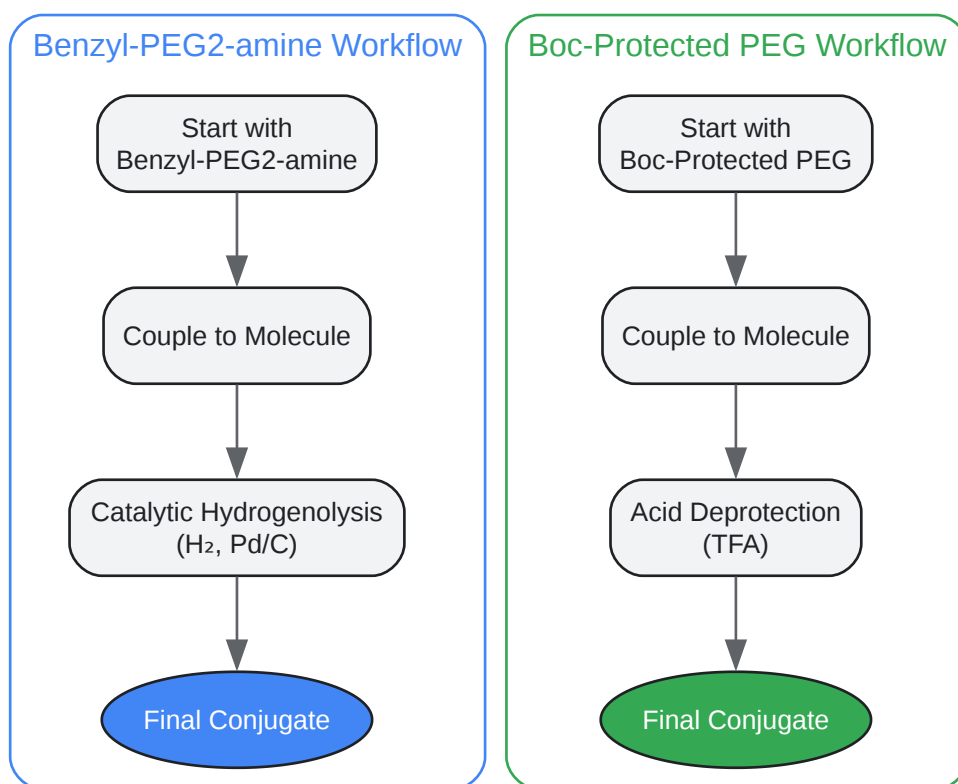 Benzyl-PEG2-amine Workflow
Start with
Benzyl-PEG2-amine
Couple to Molecule
Catalytic Hydrogenolysis
(H₂, Pd/C)
Final Conjugate
Boc-Protected PEG Workflow
Start with
Boc-Protected PEG
Couple to Molecule
Acid Deprotection
(TFA)
Final Conjugate